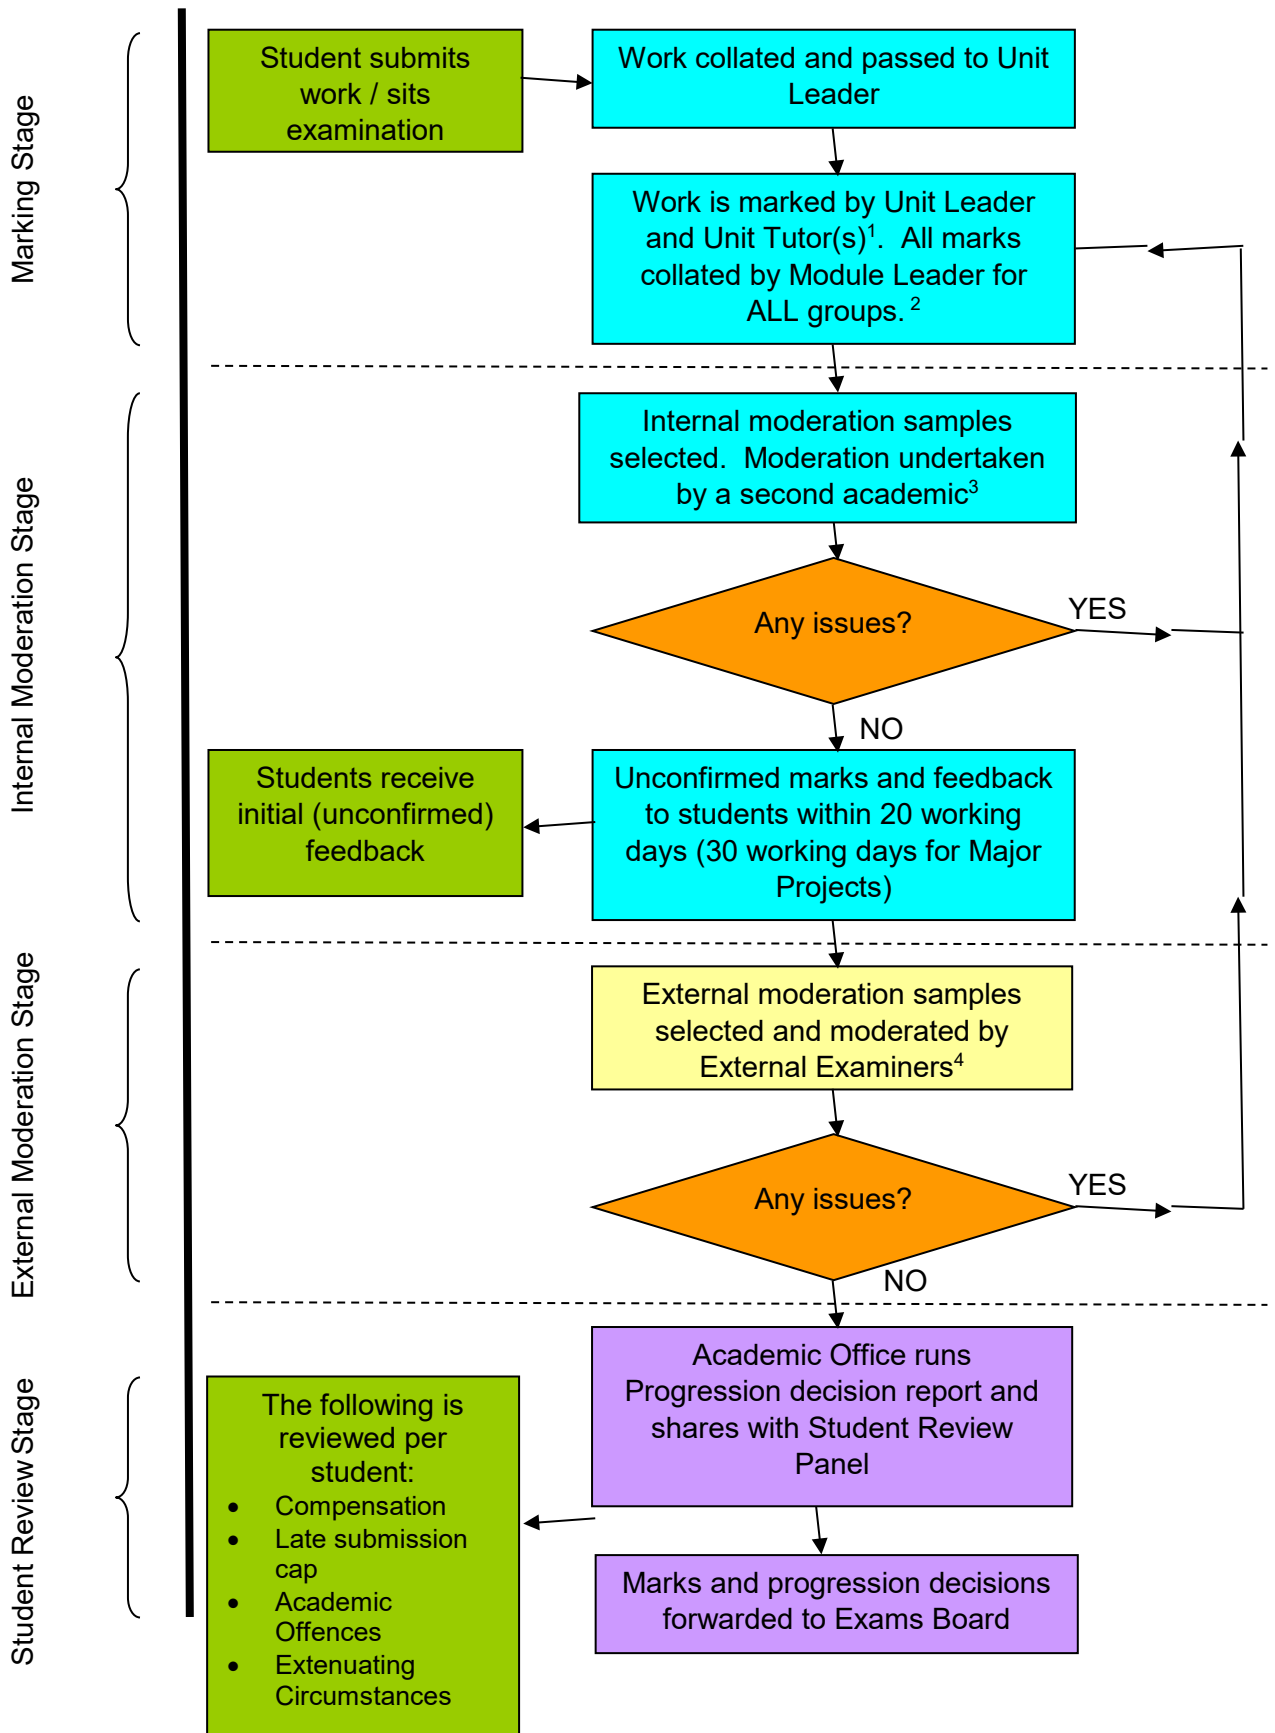 Marking Stage
Student submits
work / sits
examination
Work collated and passed to Unit
Leader
Work is marked by Unit Leader
and Unit Tutor(s)1.  All marks
collated by Module Leader for
ALL groups. 2
Internal Moderation Stage
Internal moderation samples
selected.  Moderation undertaken
by a second academic3
Any issues?
YES
NO
Students receive
initial (unconfirmed)
feedback
Unconfirmed marks and feedback
to students within 20 working
days (30 working days for Major
Projects)
External Moderation Stage
External moderation samples
selected and moderated by
External Examiners4
Any issues?
YES
NO
Student Review Stage
Academic Office runs
Progression decision report and
shares with Student Review
Panel
The following is
reviewed per
student:
• Compensation
• Late submission
cap
• Academic
Offences
• Extenuating
Circumstances
Marks and progression decisions
forwarded to Exams Board